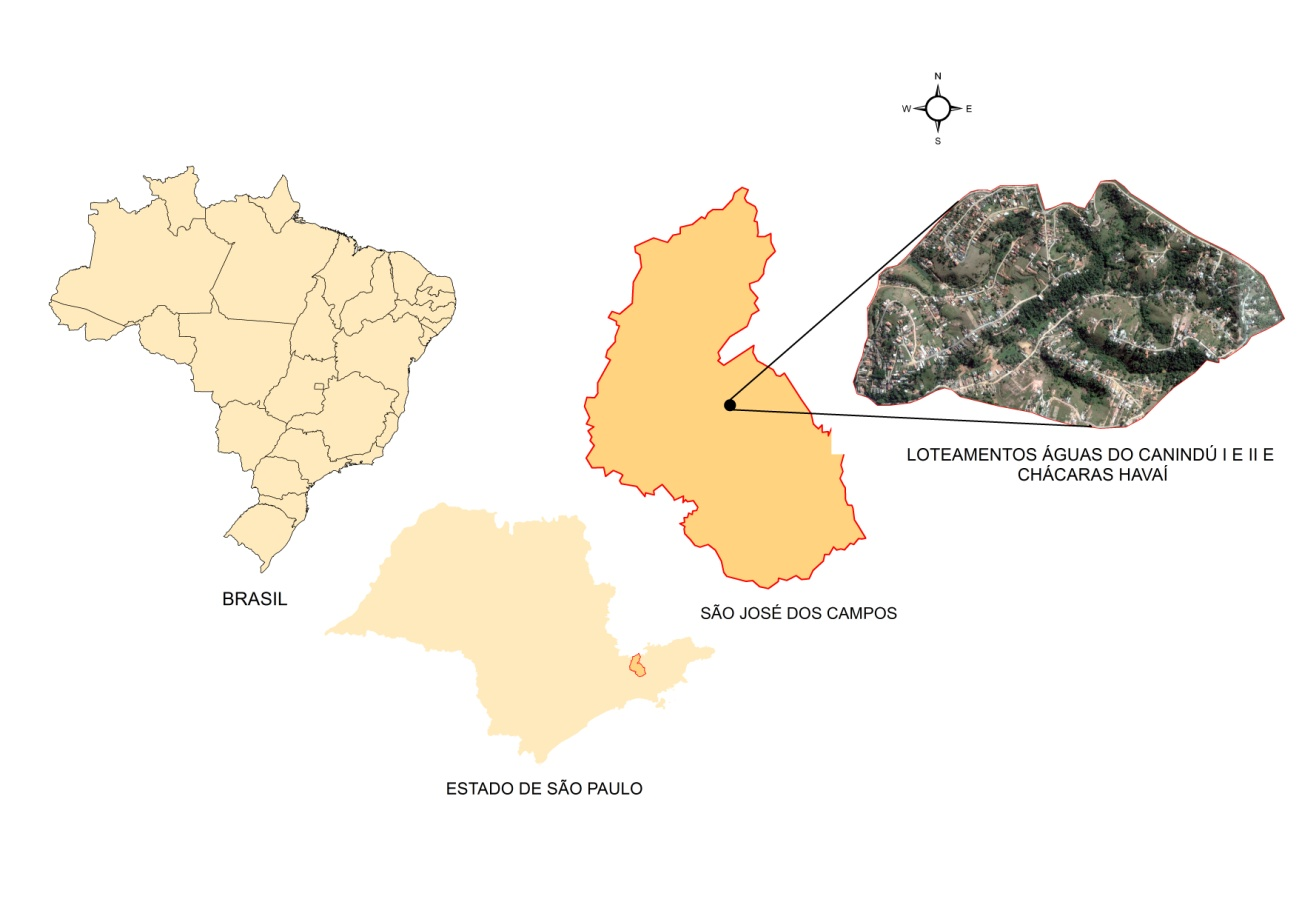 N
W E
S
LOTEAMENTOS ÁGUAS DO CANINDÚ I E II E
CHÁCARAS HAVAÍ
BRASIL
SÃO JOSÉ DOS CAMPOS
ESTADO DE SÃO PAULO